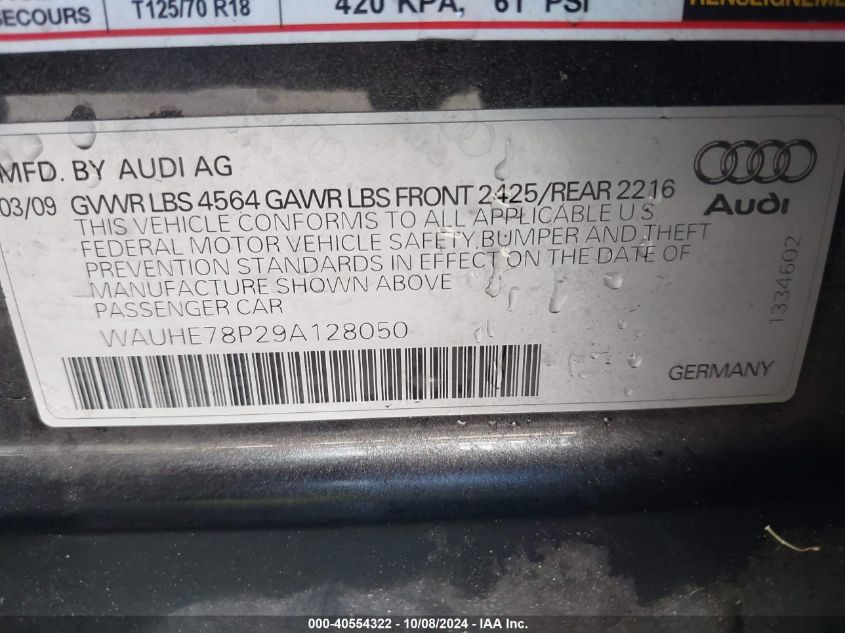 SECOURS T125/70 R18 420 KPA, 61 PSI
MFD. BY AUDI AG
03/09 GVWR LBS 4564 GAWR LBS FRONT 2425/REAR 2216
THIS VEHICLE CONFORMS TO ALL APPLICABLE U S
FEDERAL MOTOR VEHICLE SAFETY,BUMPER AND THEFT
PREVENTION STANDARDS IN EFFECT ON THE DATE OF
MANUFACTURE SHOWN ABOVE
PASSENGER CAR
WAUHE78P29A128050
Audi
1334602
GERMANY
000-40554322 - 10/08/2024 - IAA Inc.